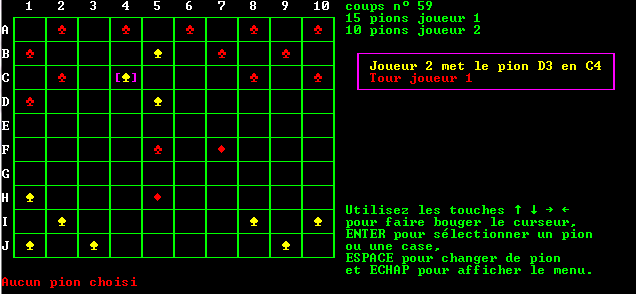 1 2 3 4 5 6 7 8 9 10
A
B
C [ ]
D
E
F
G
H
I
J
Aucun pion choisi
coups n° 59
15 pions joueur 1
10 pions joueur 2
Joueur 2 met le pion D3 en C4
Tour joueur 1
Utilisez les touches ↑ ↓ → ←
pour faire bouger le curseur,
ENTER pour sélectionner un pion
ou une case,
ESPACE pour changer de pion
et ECHAP pour afficher le menu.